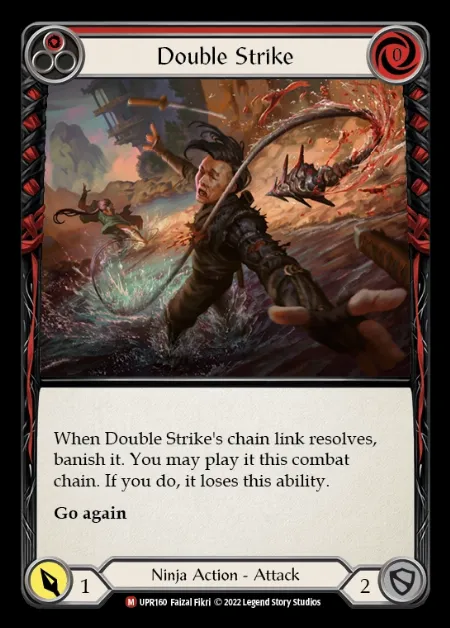 Double Strike
0
When Double Strike's chain link resolves,
banish it. You may play it this combat
chain. If you do, it loses this ability.
Go again
1
Ninja Action - Attack
2
M UPR160 Faizal Fikri © 2022 Legend Story Studios